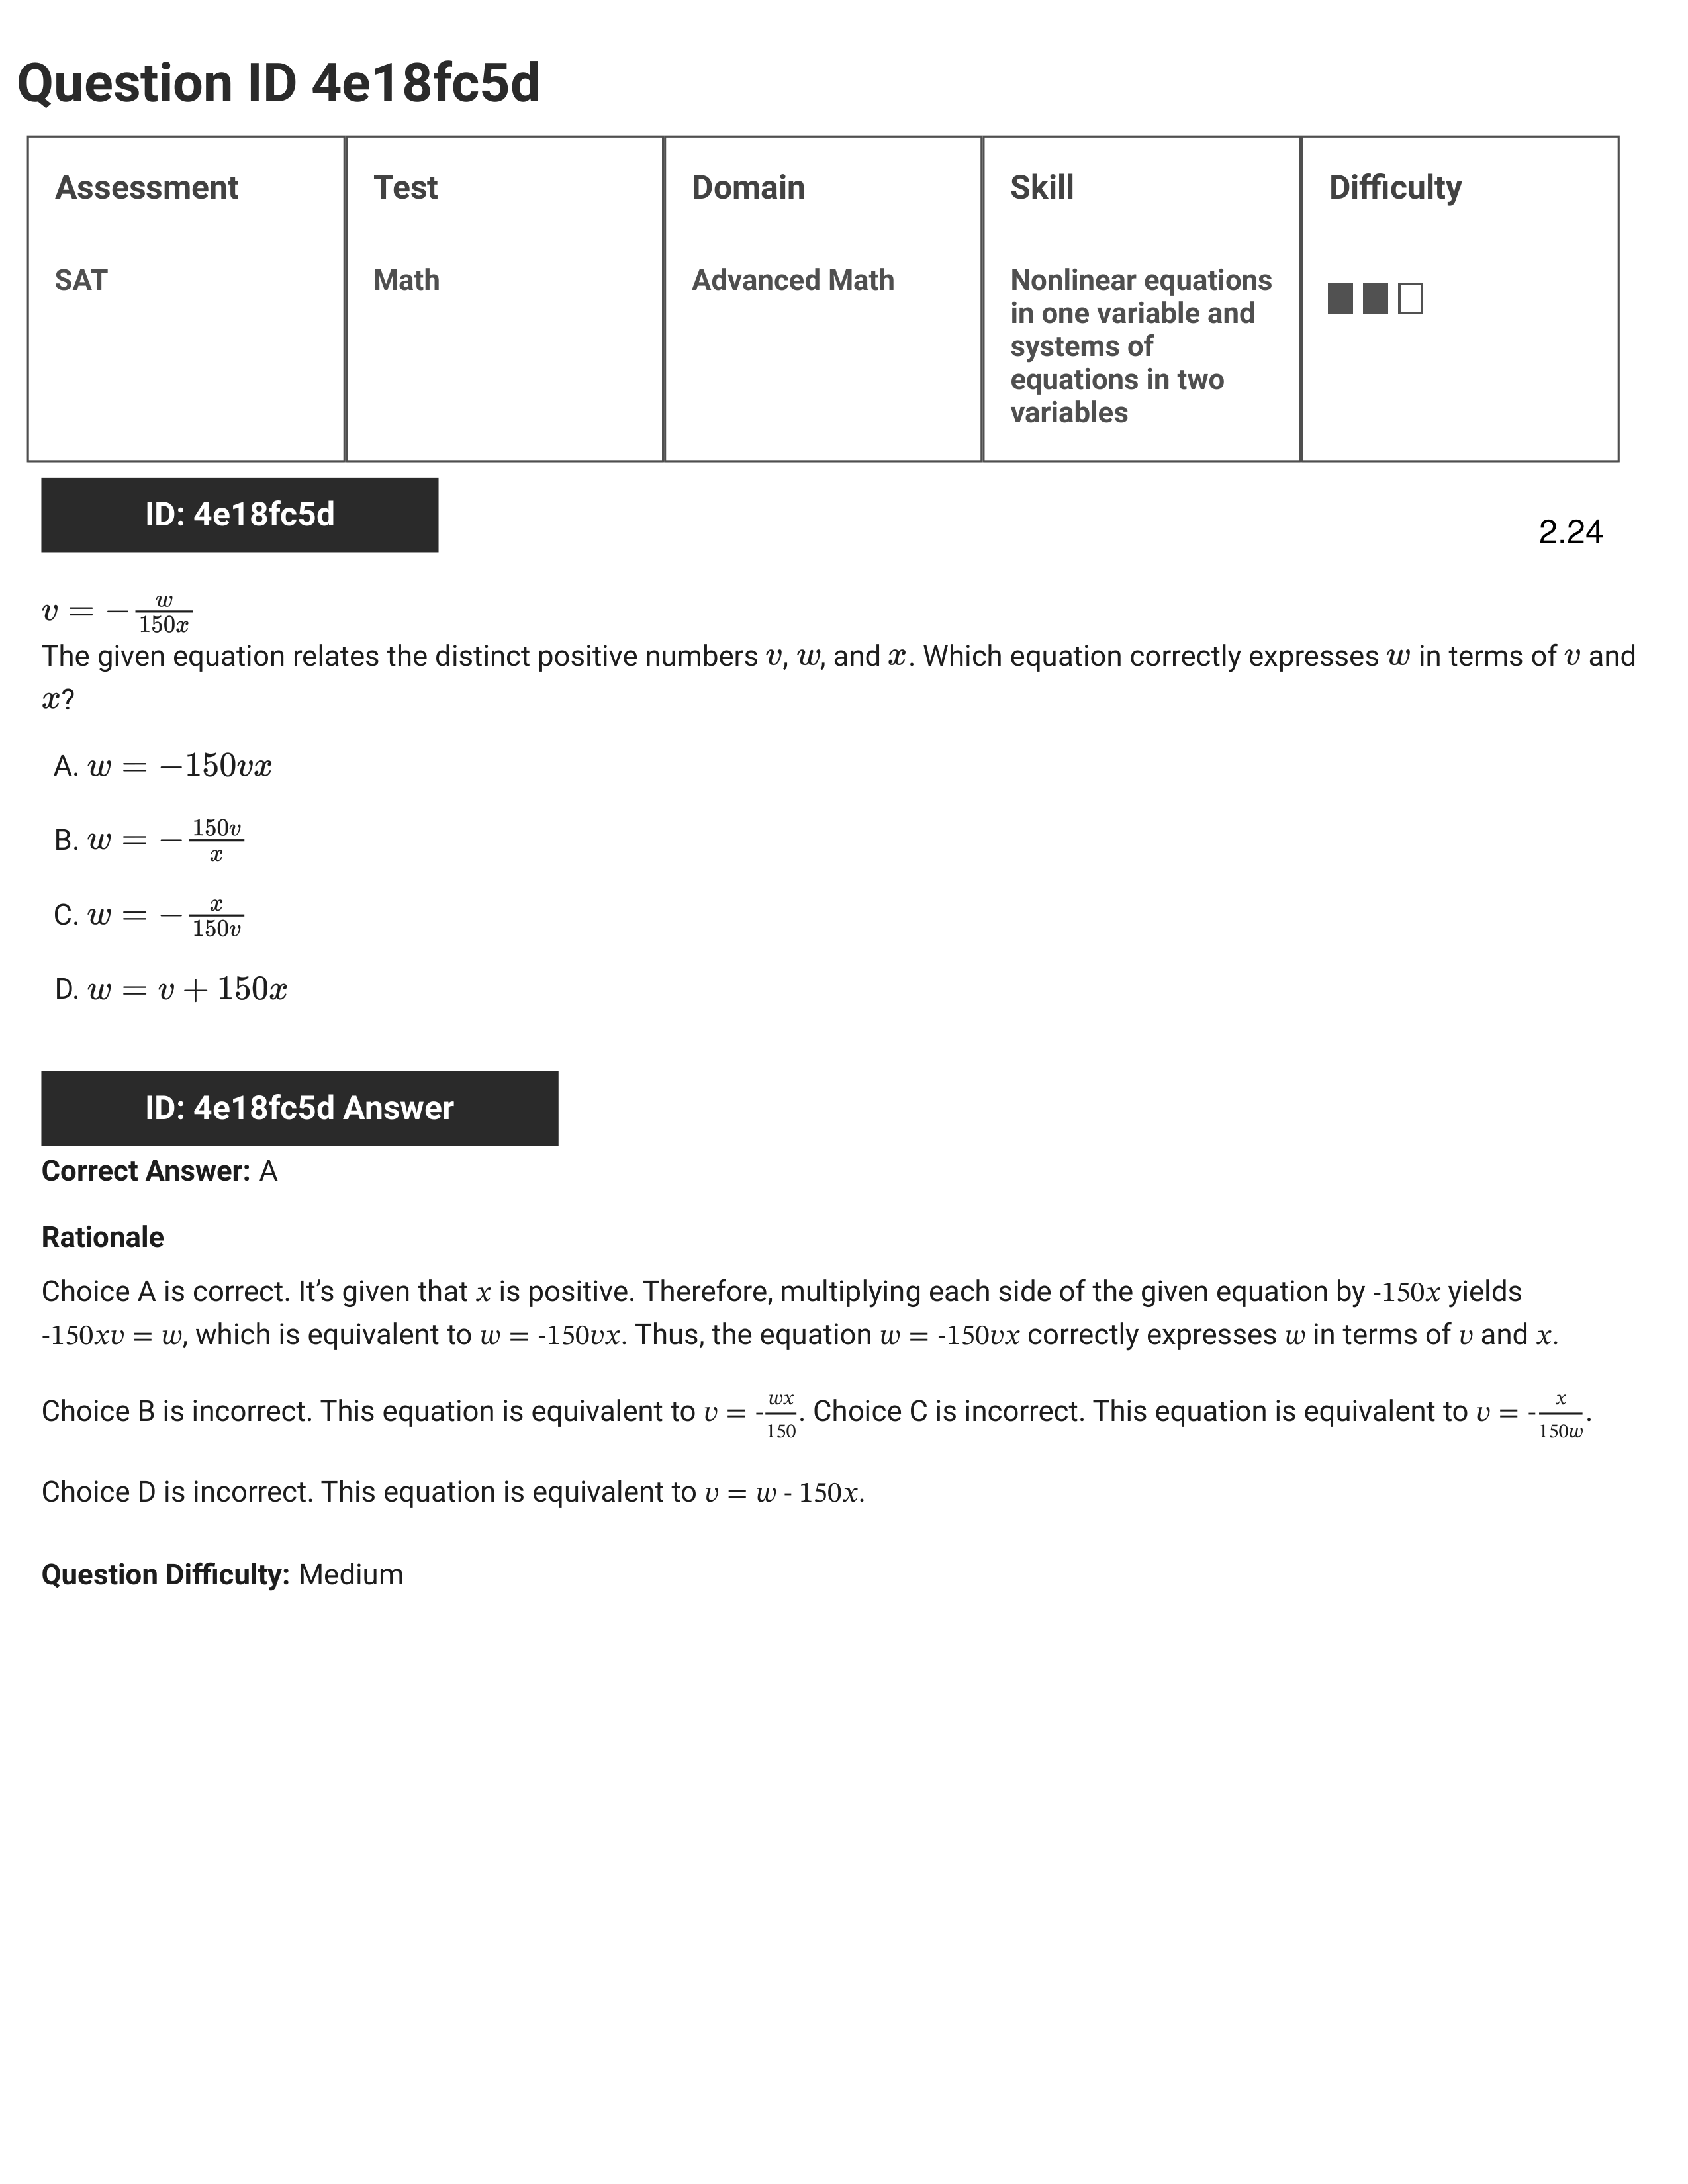 Question ID 4e18fc5d
Assessment
Test
Domain
Skill
Difficulty
SAT
Math
Advanced Math
Nonlinear equations
in one variable and
systems of
equations in two
variables
ID: 4e18fc5d
2.24
v = − w/150x
The given equation relates the distinct positive numbers v, w, and x. Which equation correctly expresses w in terms of v and
x?
A. w = −150vx
B. w = − 150v/x
C. w = − x/150v
D. w = v + 150x
ID: 4e18fc5d Answer
Correct Answer: A
Rationale
Choice A is correct. It’s given that x is positive. Therefore, multiplying each side of the given equation by -150x yields
-150xv = w, which is equivalent to w = -150vx. Thus, the equation w = -150vx correctly expresses w in terms of v and x.
Choice B is incorrect. This equation is equivalent to v = - wx/150. Choice C is incorrect. This equation is equivalent to v = - x/150w.
Choice D is incorrect. This equation is equivalent to v = w - 150x.
Question Difficulty: Medium